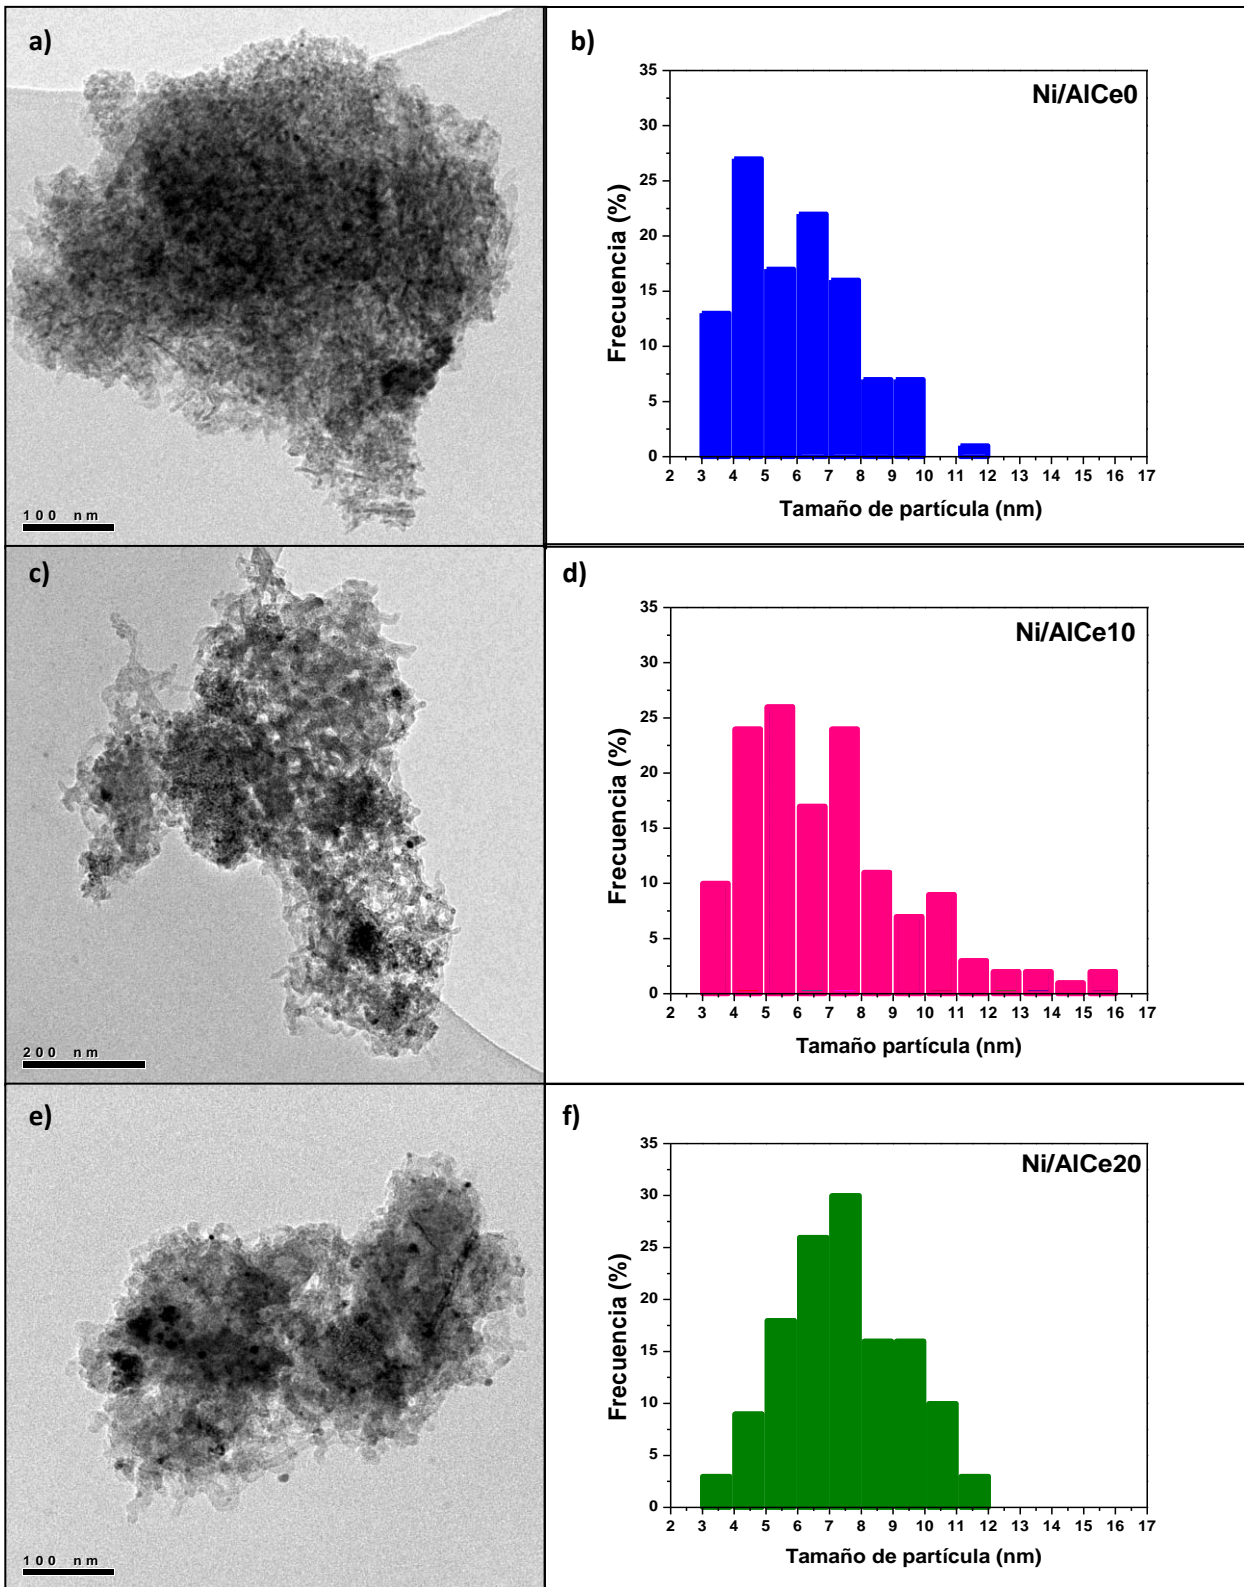 a)
100 nm
b)
Ni/AlCe0
35
30
25
20
15
10
5
0
2 3 4 5 6 7 8 9 10 11 12 13 14 15 16 17
Frecuencia (%)
Tamaño de partícula (nm)
c)
200 nm
d)
Ni/AlCe10
35
30
25
20
15
10
5
0
2 3 4 5 6 7 8 9 10 11 12 13 14 15 16 17
Frecuencia (%)
Tamaño partícula (nm)
e)
100 nm
f)
Ni/AlCe20
35
30
25
20
15
10
5
0
2 3 4 5 6 7 8 9 10 11 12 13 14 15 16 17
Frecuencia (%)
Tamaño de partícula (nm)